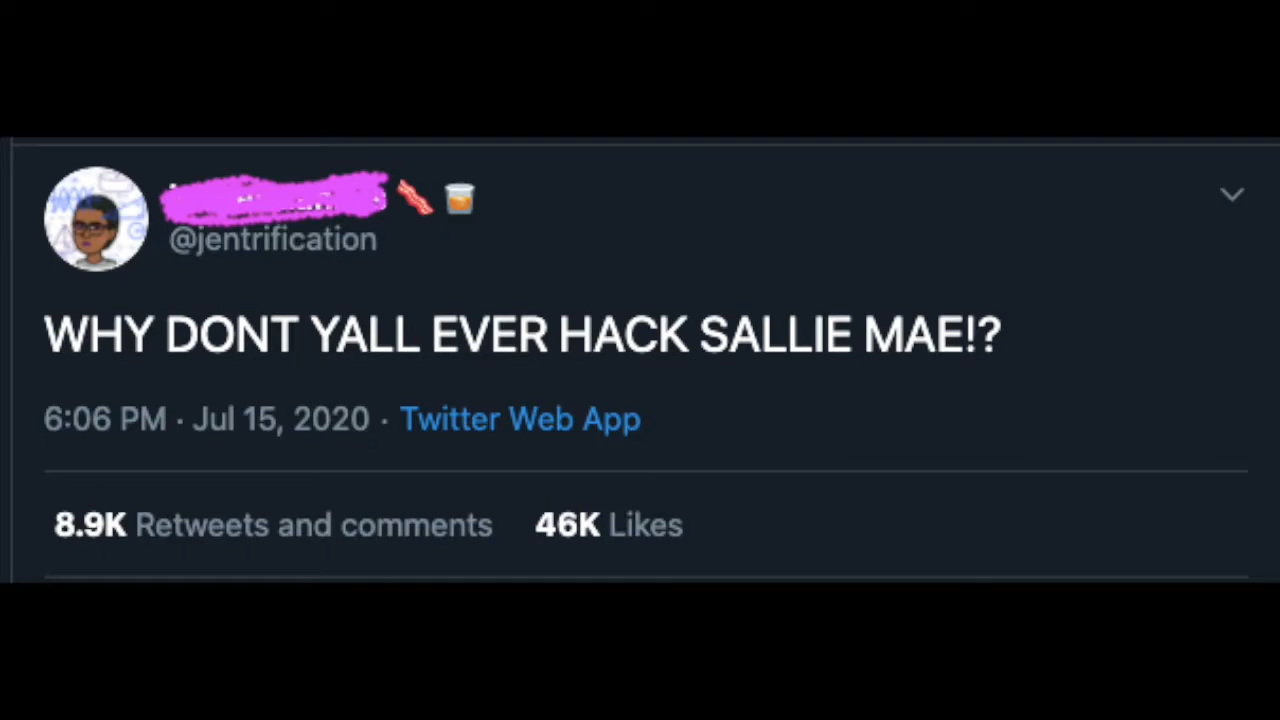 @jentrification
WHY DONT YALL EVER HACK SALLIE MAE!?
6:06 PM · Jul 15, 2020 · Twitter Web App
8.9K Retweets and comments 46K Likes